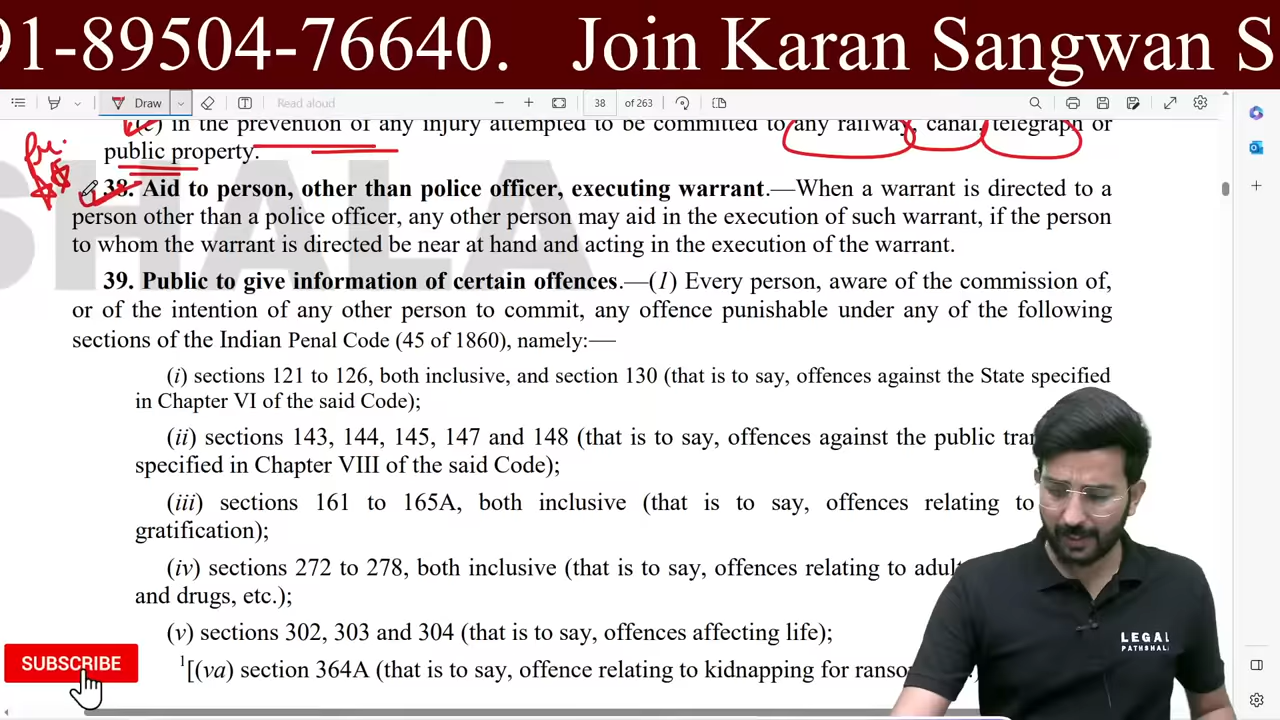 91-89504-76640. Join Karan Sangwan S
Draw
Read aloud
38 of 263
in the prevention of any injury attempted to be committed to any railway, canal, telegraph or
public property.
38. Aid to person, other than police officer, executing warrant.—When a warrant is directed to a
person other than a police officer, any other person may aid in the execution of such warrant, if the person
to whom the warrant is directed be near at hand and acting in the execution of the warrant.
39. Public to give information of certain offences.—(1) Every person, aware of the commission of,
or of the intention of any other person to commit, any offence punishable under any of the following
sections of the Indian Penal Code (45 of 1860), namely:—
(i) sections 121 to 126, both inclusive, and section 130 (that is to say, offences against the State specified
in Chapter VI of the said Code);
(ii) sections 143, 144, 145, 147 and 148 (that is to say, offences against the public
specified in Chapter VIII of the said Code);
(iii) sections 161 to 165A, both inclusive (that is to say, offences relating to
gratification);
(iv) sections 272 to 278, both inclusive (that is to say, offences relating to
and drugs, etc.);
(v) sections 302, 303 and 304 (that is to say, offences affecting life);
1[(va) section 364A (that is to say, offence relating to kidnapping for
SUBSCRIBE
LEGAL
PATHSHALA
SHALA